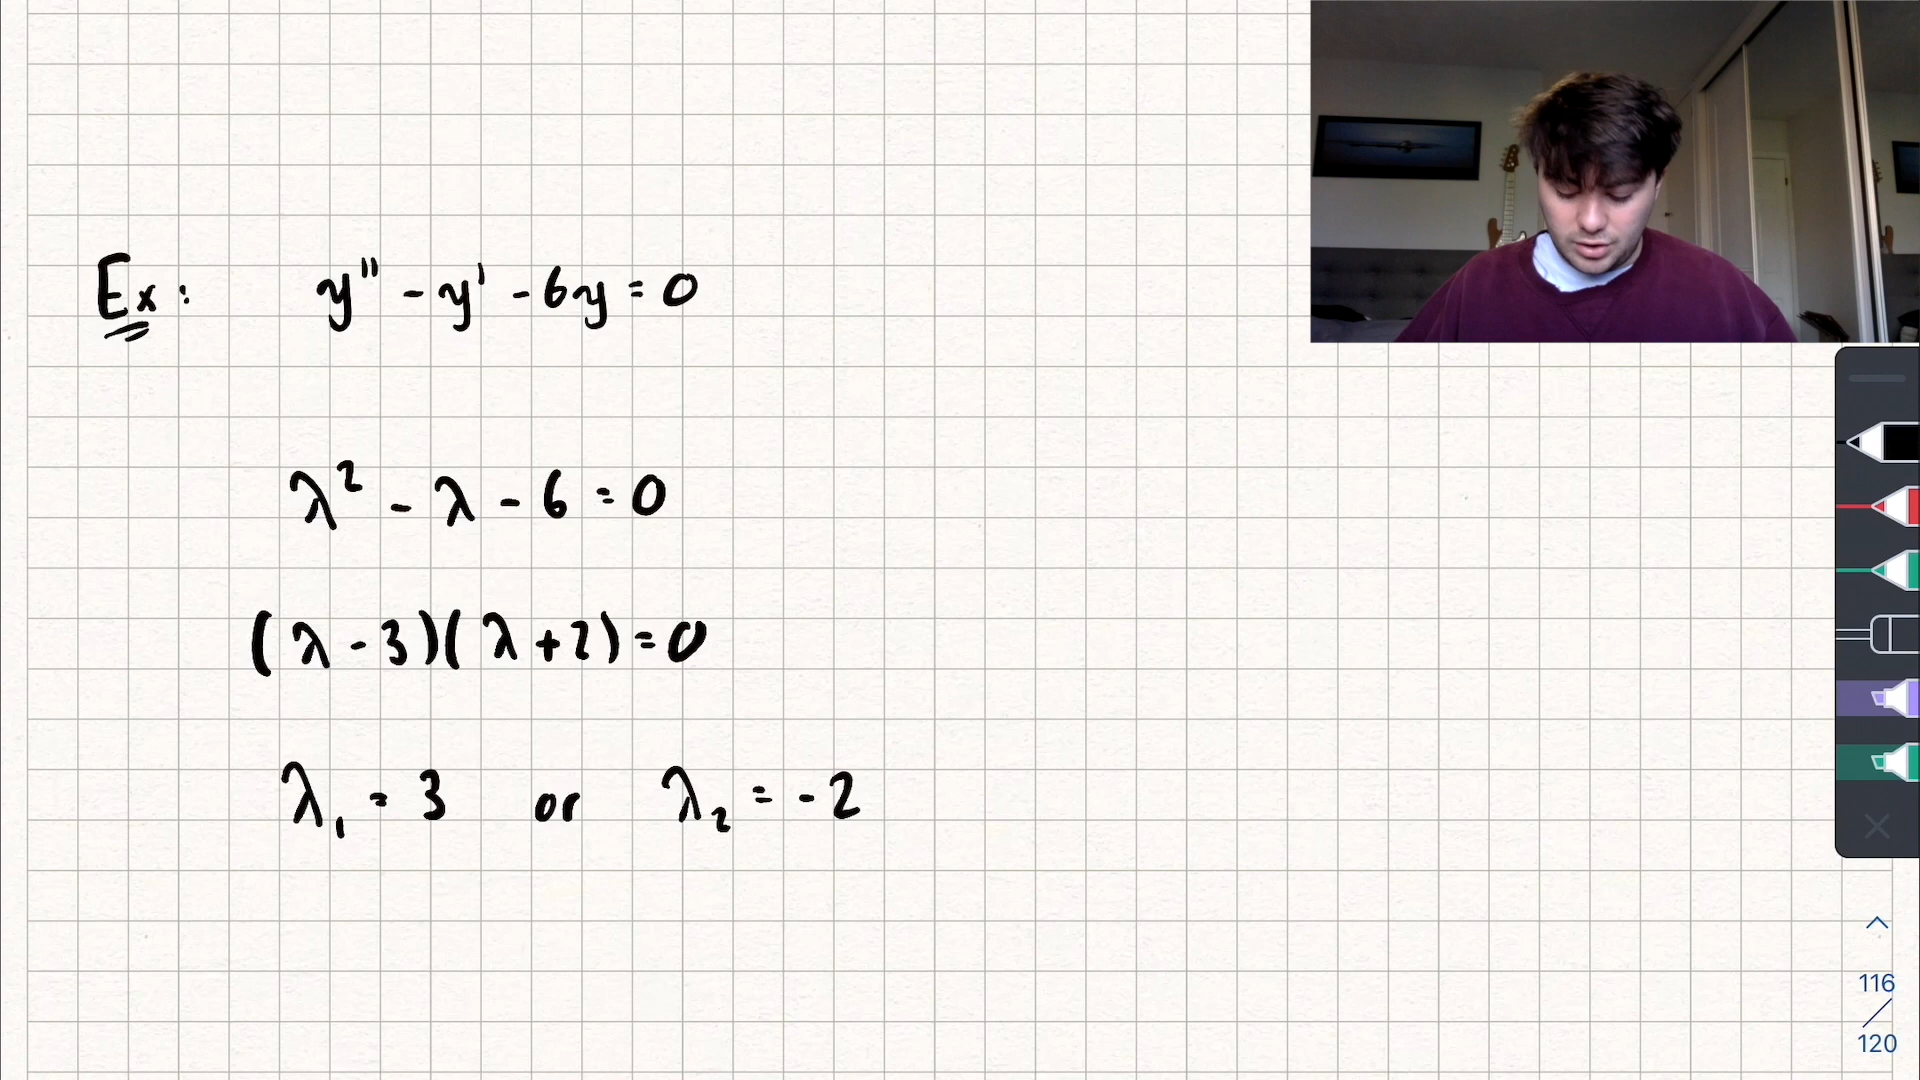 Ex: y'' - y' - 6y = 0
λ² - λ - 6 = 0
(λ - 3)(λ + 2) = 0
λ₁ = 3 or λ₂ = -2
116
120